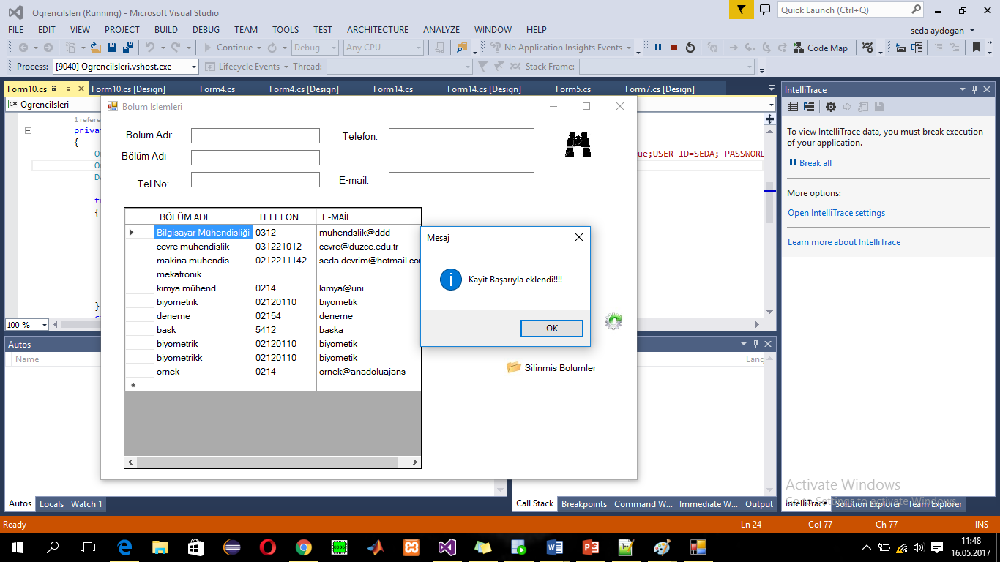 Ogrencilsleri (Running) - Microsoft Visual Studio
Quick Launch (Ctrl+Q)
FILE EDIT VIEW PROJECT BUILD DEBUG TEAM TOOLS TEST ARCHITECTURE ANALYZE WINDOW HELP
seda aydogan
Continue Debug Any CPU No Application Insights Events Code Map
Process: [9040] Ogrencilsleri.vshost.exe Lifecycle Events Thread: Stack Frame:
Form10.cs Form10.cs [Design] Form4.cs Form4.cs [Design] Form14.cs Form14.cs [Design] Form5.cs Form7.cs [Design]
Ogrencilsleri
1 refere
privat
{
O
ue;USER ID=SEDA; PASSWORD
O
D
t
{
}
100 %
Bolum Islemleri
Bolum Adı:
Telefon:
Bölüm Adı
Tel No:
E-mail:
BÖLÜM ADI TELEFON E-MAİL
Bilgisayar Mühendisliği 0312 muhendslik@ddd
cevre muhendislik 031221012 cevre@duzce.edu.tr
makina mühendis 0212211142 seda.devrim@hotmail.co
mekatronik
kimya mühend. 0214 kimya@uni
biyometrik 02120110 biyometik
deneme 02154 deneme
bask 5412 baska
biyometrik 02120110 biyometik
biyometrikk 02120110 biyometik
ornek 0214 ornek@anadoluajans
*
Silinmis Bolumler
Mesaj
Kayit Başarıyla eklendi!!!!
OK
IntelliTrace
To view IntelliTrace data, you must break execution
of your application.
Break all
More options:
Open IntelliTrace settings
Learn more about IntelliTrace
Autos
Name
Lang
Autos Locals Watch 1
Call Stack Breakpoints Command W... Immediate W... Output
Activate Windows
Go to Settings to activate Windows.
IntelliTrace Solution Explorer Team Explorer
Ready
Ln 24 Col 77 Ch 77 INS
11:48
16.05.2017